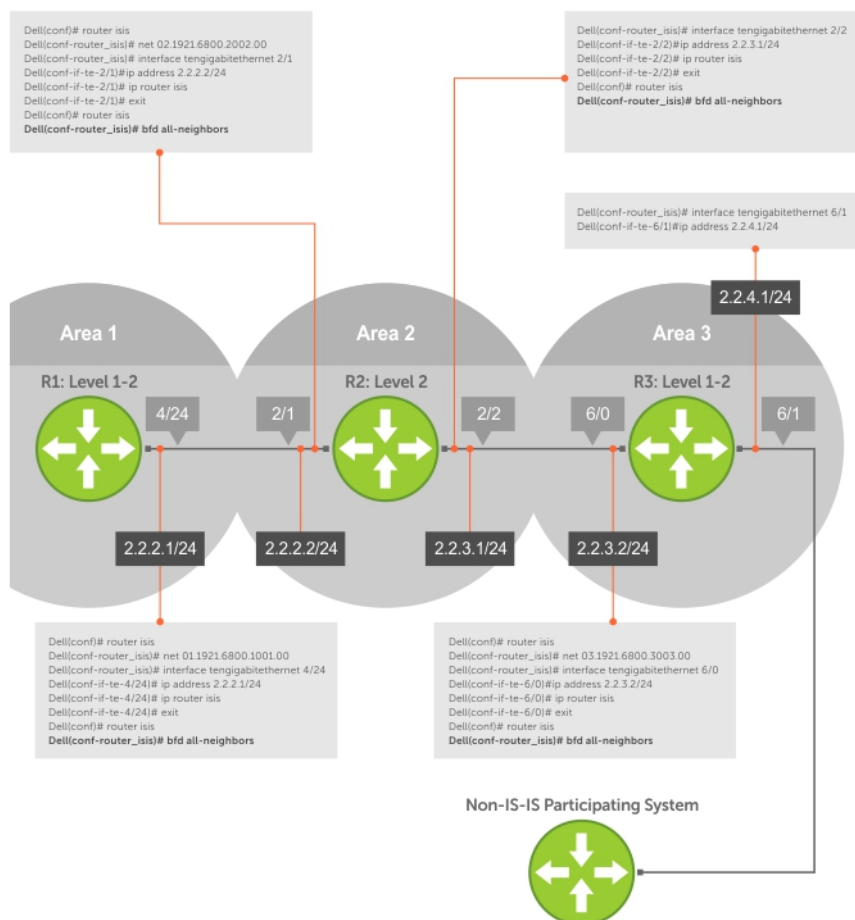 Dell(conf)# router isis
Dell(conf-router_isis)# net 02.1921.6800.2002.00
Dell(conf-router_isis)# interface tengigabitethernet 2/1
Dell(conf-if-te-2/1)#ip address 2.2.2.2/24
Dell(conf-if-te-2/1)# ip router isis
Dell(conf-if-te-2/1)# exit
Dell(conf)# router isis
Dell(conf-router_isis)# bfd all-neighbors
Dell(conf-router_isis)# interface tengigabitethernet 2/2
Dell(conf-if-te-2/2)#ip address 2.2.3.1/24
Dell(conf-if-te-2/2)# ip router isis
Dell(conf-if-te-2/2)# exit
Dell(conf)# router isis
Dell(conf-router_isis)# bfd all-neighbors
Dell(conf-router_isis)# interface tengigabitethernet 6/1
Dell(conf-if-te-6/1)#ip address 2.2.4.1/24
2.2.4.1/24
Area 1
Area 2
Area 3
R1: Level 1-2
R2: Level 2
R3: Level 1-2
4/24
2/1
2/2
6/0
6/1
2.2.2.1/24
2.2.2.2/24
2.2.3.1/24
2.2.3.2/24
Dell(conf)# router isis
Dell(conf-router_isis)# net 01.1921.6800.1001.00
Dell(conf-router_isis)# interface tengigabitethernet 4/24
Dell(conf-if-te-4/24)# ip address 2.2.2.1/24
Dell(conf-if-te-4/24)# ip router isis
Dell(conf-if-te-4/24)# exit
Dell(conf)# router isis
Dell(conf-router_isis)# bfd all-neighbors
Dell(conf)# router isis
Dell(conf-router_isis)# net 03.1921.6800.3003.00
Dell(conf-router_isis)# interface tengigabitethernet 6/0
Dell(conf-if-te-6/0)#ip address 2.2.3.2/24
Dell(conf-if-te-6/0)# ip router isis
Dell(conf-if-te-6/0)# exit
Dell(conf)# router isis
Dell(conf-router_isis)# bfd all-neighbors
Non-IS-IS Participating System